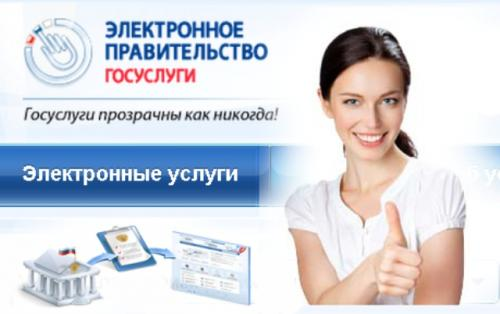 ЭЛЕКТРОННОЕ
ПРАВИТЕЛЬСТВО
ГОСУСЛУГИ
Госуслуги прозрачны как никогда!
Электронные услуги